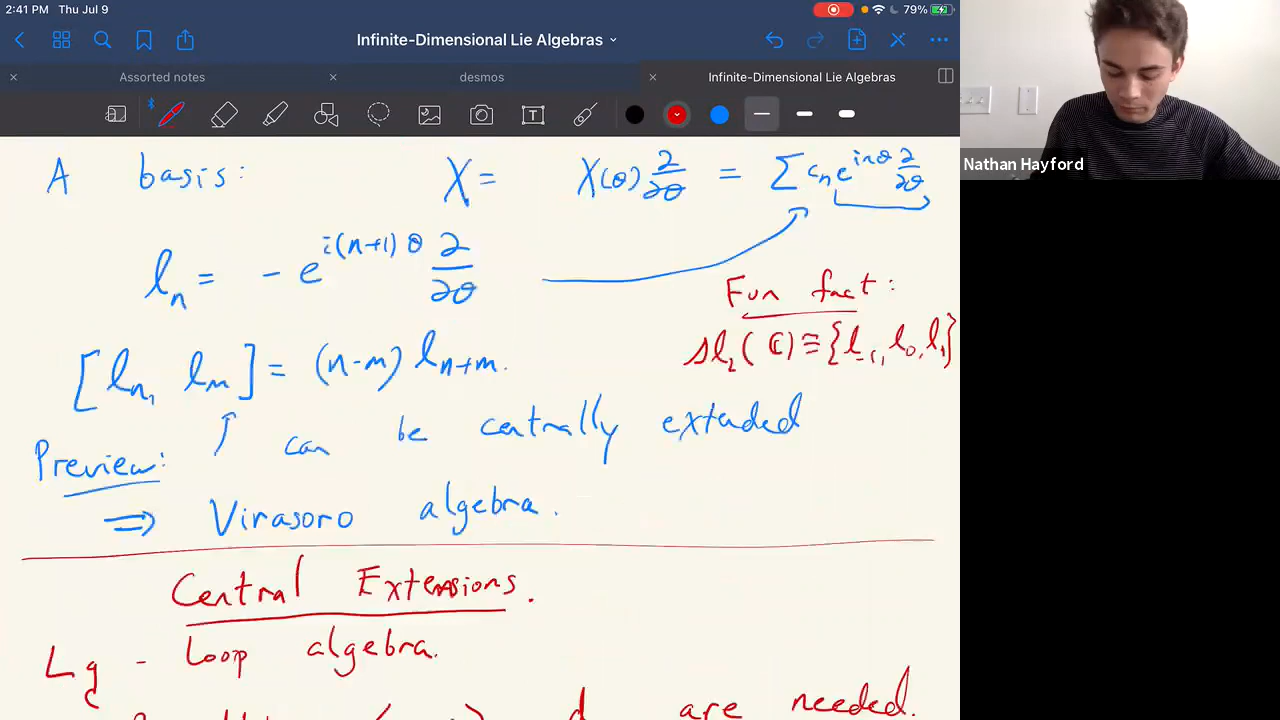 2:41 PM Thu Jul 9
79%
Infinite-Dimensional Lie Algebras
Assorted notes
desmos
Infinite-Dimensional Lie Algebras
Nathan Hayford
A basis: X = X(θ) ∂/∂θ = ∑ cₙ e^{inθ} ∂/∂θ
lₙ = - e^{i(n+1)θ} ∂/∂θ
Fun fact:
sl₂(ℂ) ≅ {l₋₁, l₀, l₁}
[lₙ, lₘ] = (n-m) lₙ₊ₘ.
Preview: can be centrally extended
⇒ Virasoro algebra.
Central Extensions.
Lg - Loop algebra.
are needed.